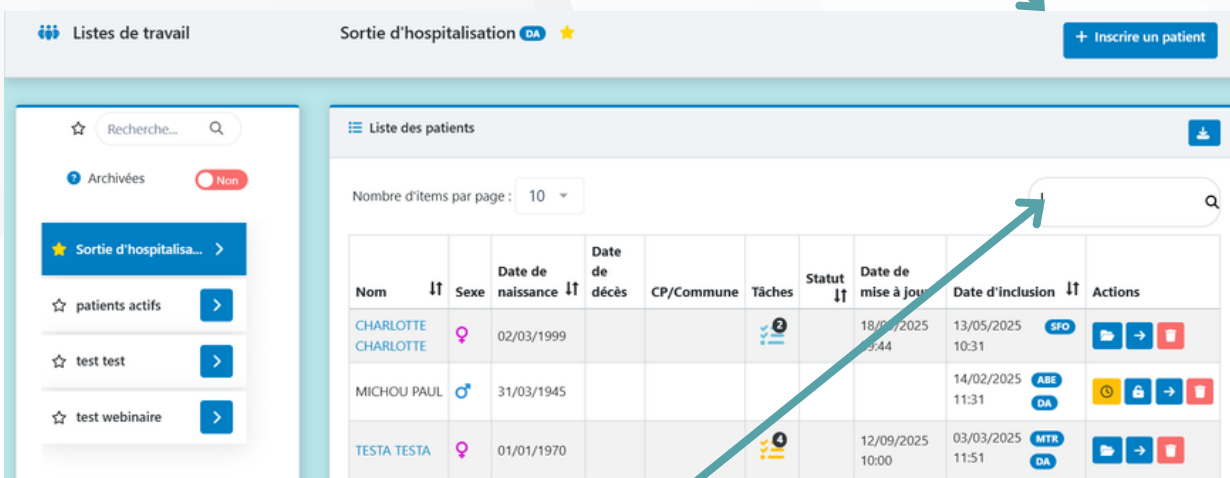 Listes de travail
Sortie d'hospitalisation DA
+ Inscrire un patient
Recherche...
Archivées Non
Sortie d'hospitalisa...
patients actifs
test test
test webinaire
Liste des patients
Nombre d'items par page : 10
Nom Sexe Date de naissance Date de décès CP/Commune Tâches Statut Date de mise à jour Date d'inclusion Actions
CHARLOTTE CHARLOTTE 02/03/1999 2 2025 13/05/2025 10:31 SFO
MICHOU PAUL 31/03/1945 14/02/2025 11:31 ABE DA
TESTA TESTA 01/01/1970 4 12/09/2025 10:00 03/03/2025 11:51 MTR DA